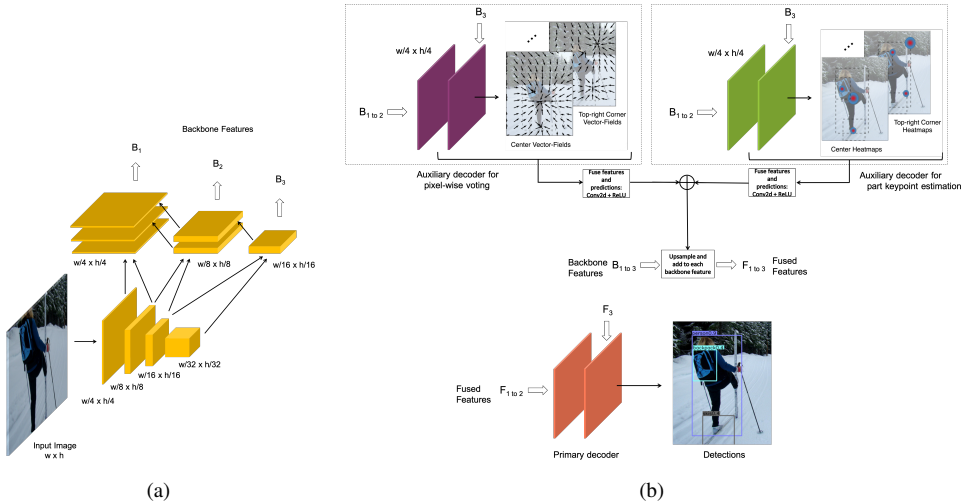 Backbone Features
B1
B2
B3
w/4 x h/4
w/8 x h/8
w/16 x h/16
w/32 x h/32
w/16 x h/16
w/8 x h/8
w/4 x h/4
Input Image
w x h
(a)
B3
w/4 x h/4
B1 to 2
Top-right Corner
Vector-Fields
Center Vector-Fields
Auxiliary decoder for
pixel-wise voting
B3
w/4 x h/4
B1 to 2
Top-right Corner
Heatmaps
Center Heatmaps
Auxiliary decoder for
part keypoint estimation
Fuse features
and
predictions:
Conv2d + ReLU
Fuse features
and
predictions:
Conv2d + ReLU
Backbone
Features
B1 to 3
Upsample and
add to each
backbone feature
F1 to 3
Fused
Features
F3
Fused
Features
F1 to 2
Primary decoder
Detections
(b)